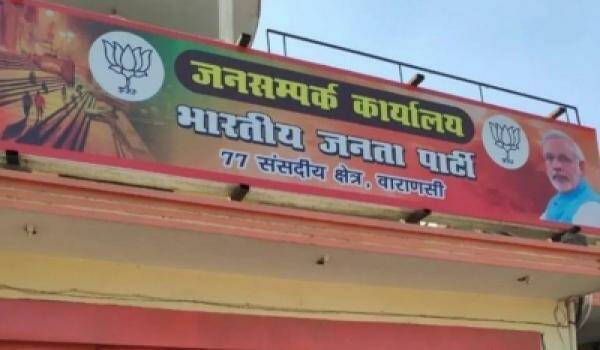 जनसम्पर्क कार्यालय
भारतीय जनता पार्टी
77 संसदीय क्षेत्र, वाराणसी